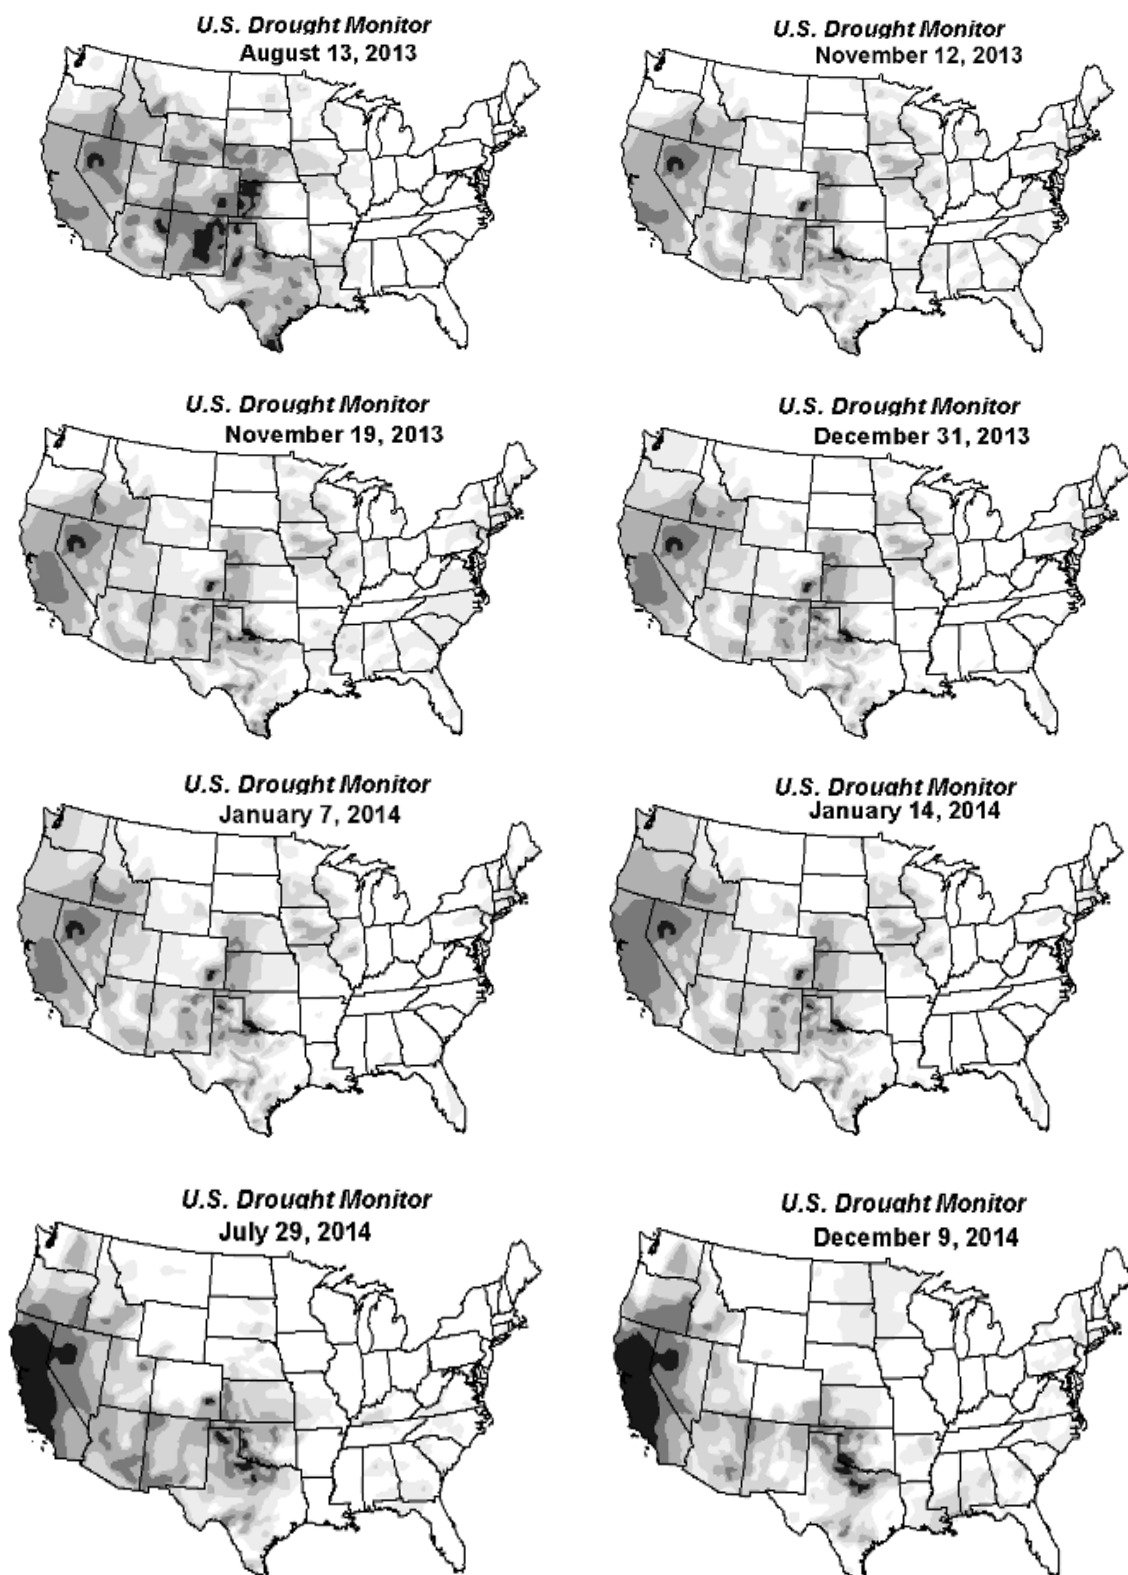 U.S. Drought Monitor
August 13, 2013
U.S. Drought Monitor
November 12, 2013
U.S. Drought Monitor
November 19, 2013
U.S. Drought Monitor
December 31, 2013
U.S. Drought Monitor
January 7, 2014
U.S. Drought Monitor
January 14, 2014
U.S. Drought Monitor
July 29, 2014
U.S. Drought Monitor
December 9, 2014